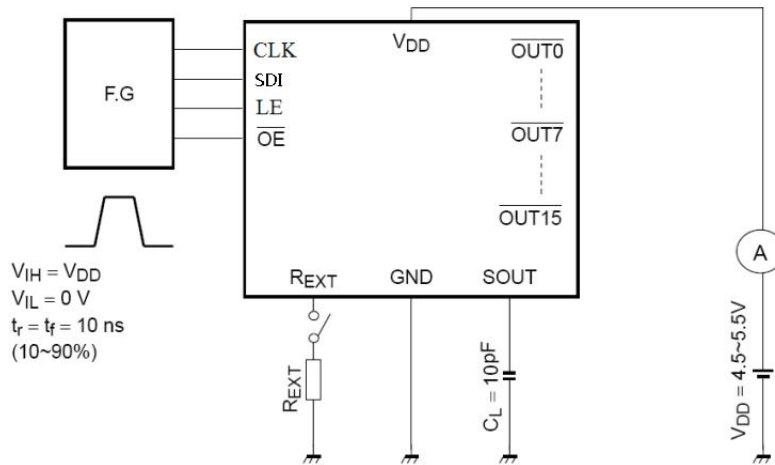 F.G
CLK
SDI
LE
OE
VDD
OUT0
OUT7
OUT15
REXT GND SOUT
A
VIH = VDD
VIL = 0 V
tr = tf = 10 ns
(10~90%)
REXT
CL = 10pF
VDD = 4.5~5.5V